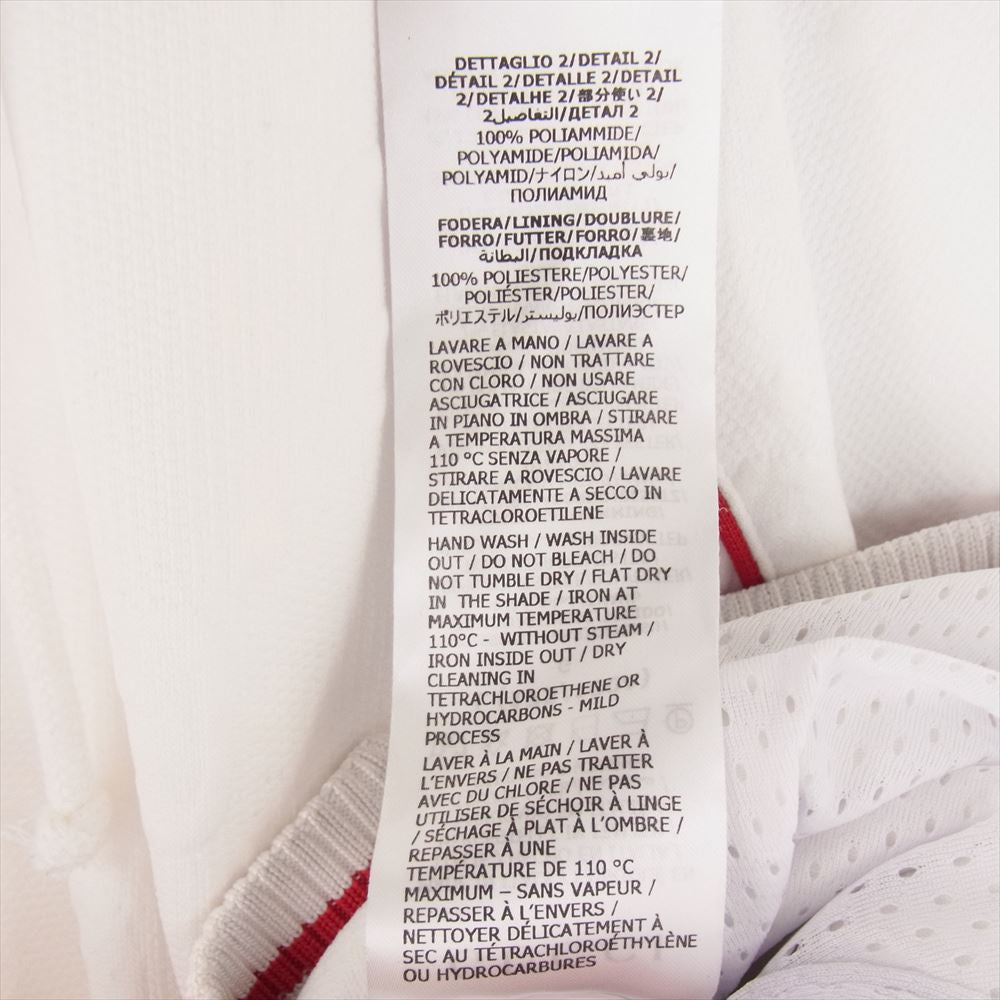 DETTAGLIO 2/DETAIL 2/
DÉTAIL 2/DETALLE 2/DETAIL
2/DETALHE 2/部分使い 2/
التفاصيل2/ДЕТАЛ 2
100% POLIAMMIDE/
POLYAMIDE/POLIAMIDA/
POLYAMID/ナイロン/بولي أميد/
ПОЛИАМИД
FODERA/LINING/DOUBLURE/
FORRO/FUTTER/FORRO/裏地/
البطانة/ПОДКЛАДКА
100% POLIESTERE/POLYESTER/
POLIÉSTER/POLIESTER/
ポリエステル/بوليستر/ПОЛИЭСТЕР
LAVARE A MANO / LAVARE A
ROVESCIO / NON TRATTARE
CON CLORO / NON USARE
ASCIUGATRICE / ASCIUGARE
IN PIANO IN OMBRA / STIRARE
A TEMPERATURA MASSIMA
110 °C SENZA VAPORE /
STIRARE A ROVESCIO / LAVARE
DELICATAMENTE A SECCO IN
TETRACLOROETILENE
HAND WASH / WASH INSIDE
OUT / DO NOT BLEACH / DO
NOT TUMBLE DRY / FLAT DRY
IN THE SHADE / IRON AT
MAXIMUM TEMPERATURE
110°C - WITHOUT STEAM /
IRON INSIDE OUT / DRY
CLEANING IN
TETRACHLOROETHENE OR
HYDROCARBONS - MILD
PROCESS
LAVER À LA MAIN / LAVER À
L'ENVERS / NE PAS TRAITER
AVEC DU CHLORE / NE PAS
UTILISER DE SÉCHOIR À LINGE
/ SÉCHAGE À PLAT À L'OMBRE /
REPASSER À UNE
TEMPÉRATURE DE 110 °C
MAXIMUM – SANS VAPEUR /
REPASSER À L'ENVERS /
NETTOYER DÉLICATEMENT À
SEC AU TÉTRACHLOROÉTHYLÈNE
OU HYDROCARBURES